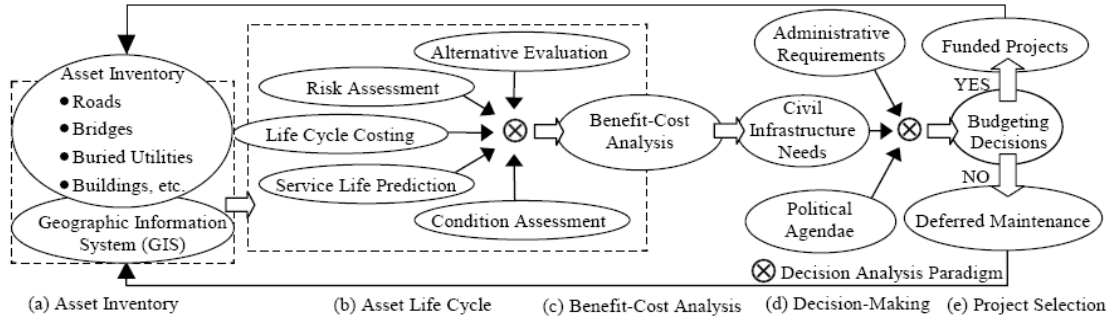 Asset Inventory
● Roads
● Bridges
● Buried Utilities
● Buildings, etc.
Geographic Information
System (GIS)
Alternative Evaluation
Risk Assessment
Life Cycle Costing
Service Life Prediction
Condition Assessment
Benefit-Cost
Analysis
Civil
Infrastructure
Needs
Administrative
Requirements
Political
Agendae
Funded Projects
YES
Budgeting
Decisions
NO
Deferred Maintenance
⊗ Decision Analysis Paradigm
(a) Asset Inventory
(b) Asset Life Cycle
(c) Benefit-Cost Analysis
(d) Decision-Making
(e) Project Selection